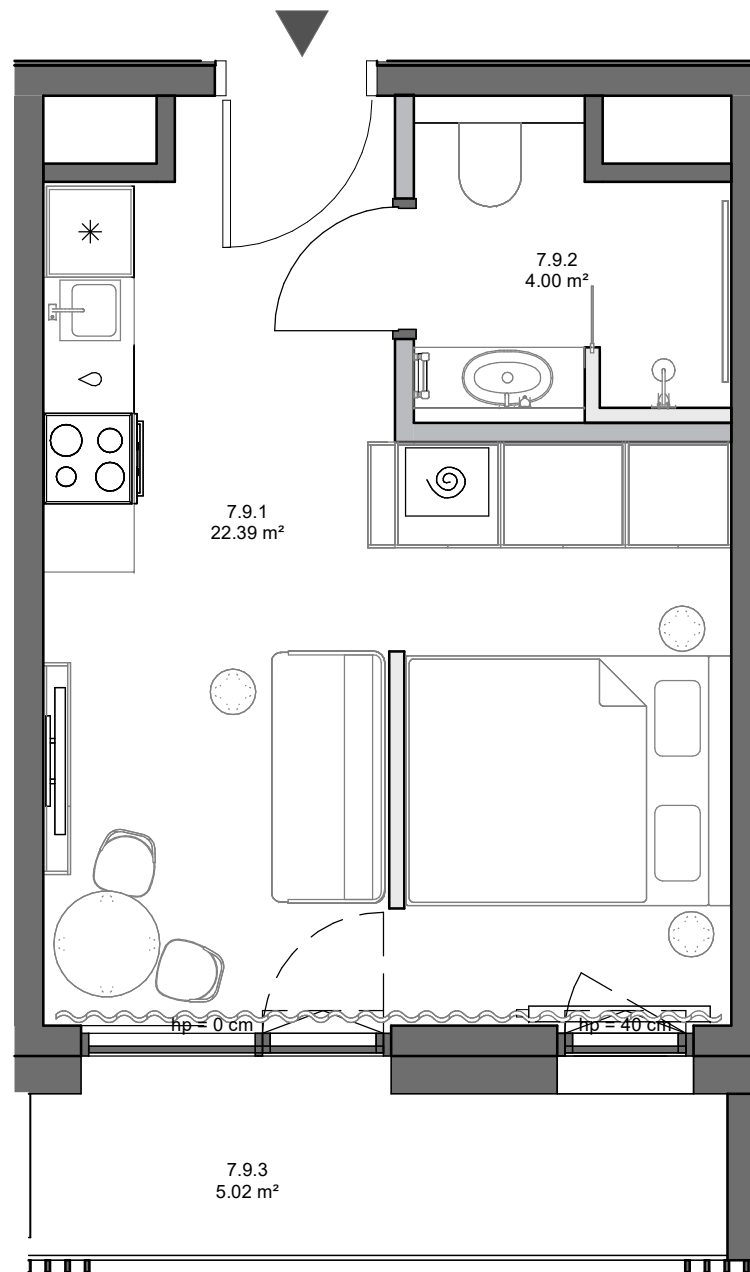 7.9.2
4.00 m²
7.9.1
22.39 m²
hp = 0 cm
hp = 40 cm
7.9.3
5.02 m²